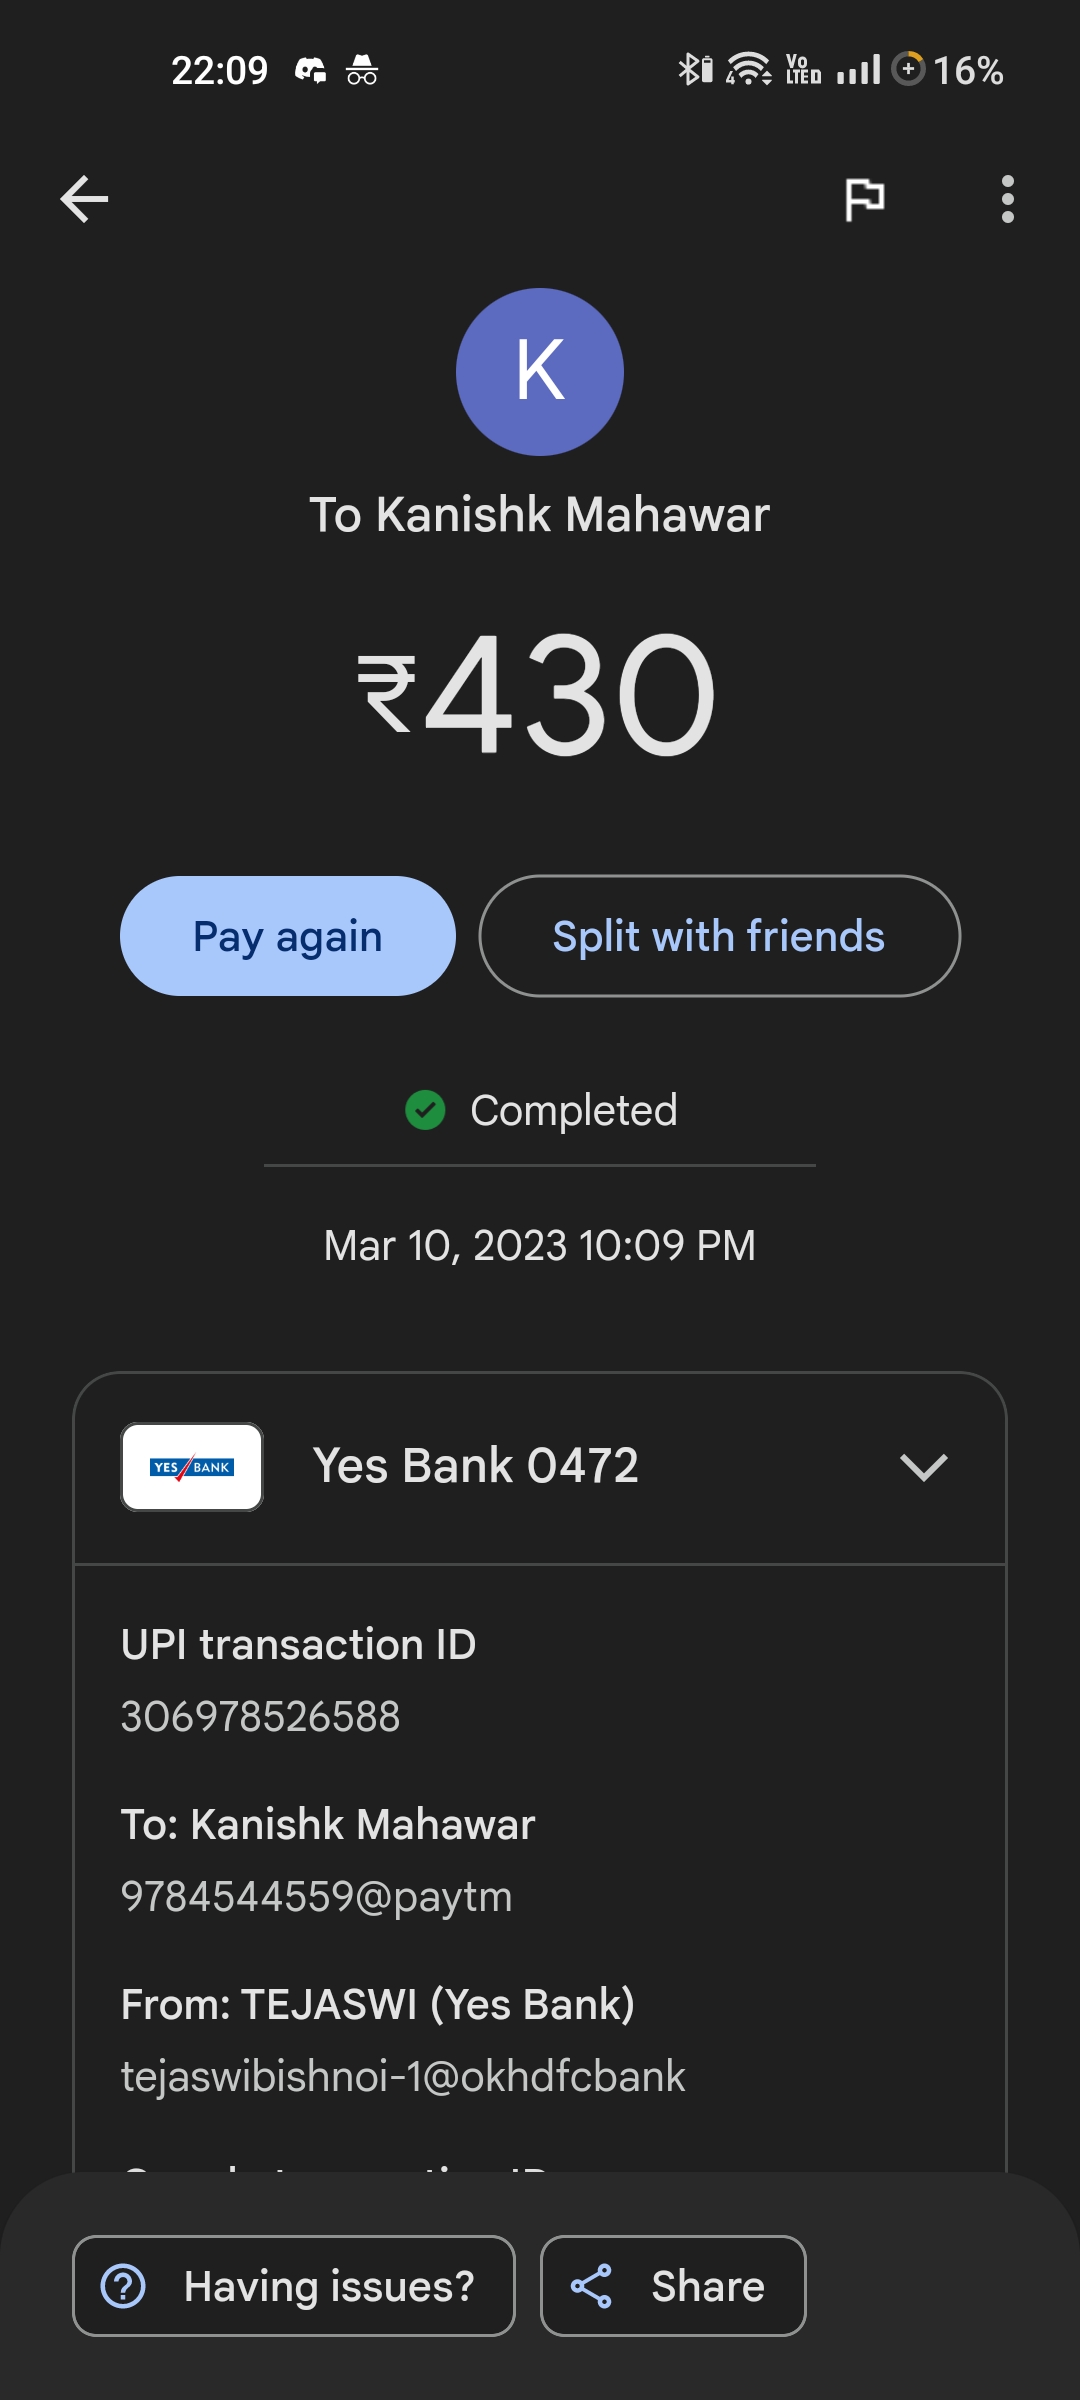 22:09
Vo LTED
16%
K
To Kanishk Mahawar
₹430
Pay again
Split with friends
Completed
Mar 10, 2023 10:09 PM
YES BANK
Yes Bank 0472
UPI transaction ID
306978526588
To: Kanishk Mahawar
9784544559@paytm
From: TEJASWI (Yes Bank)
tejaswibishnoi-1@okhdfcbank
Having issues?
Share